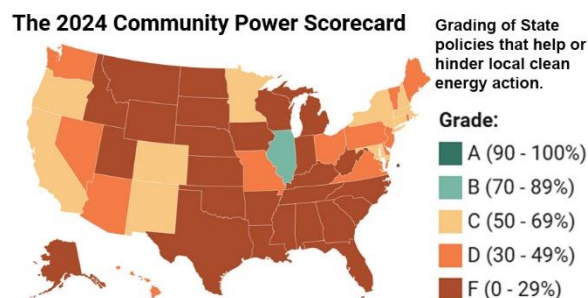 The 2024 Community Power Scorecard
Grading of State
policies that help or
hinder local clean
energy action.
Grade:
A (90 - 100%)
B (70 - 89%)
C (50 - 69%)
D (30 - 49%)
F (0 - 29%)